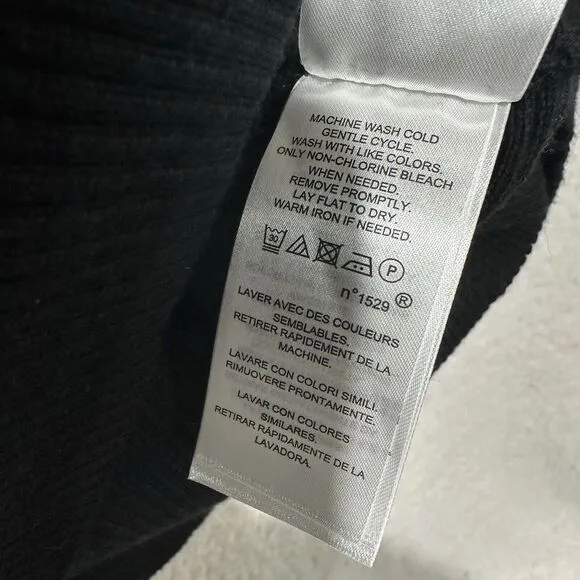 MACHINE WASH COLD
GENTLE CYCLE.
WASH WITH LIKE COLORS.
ONLY NON-CHLORINE BLEACH
WHEN NEEDED.
REMOVE PROMPTLY.
LAY FLAT TO DRY.
WARM IRON IF NEEDED.
30 P
n°1529 ®
LAVER AVEC DES COULEURS
SEMBLABLES.
RETIRER RAPIDEMENT DE LA
MACHINE.
LAVARE CON COLORI SIMILI.
RIMUOVERE PRONTAMENTE.
LAVAR CON COLORES
SIMILARES.
RETIRAR RÁPIDAMENTE DE LA
LAVADORA.